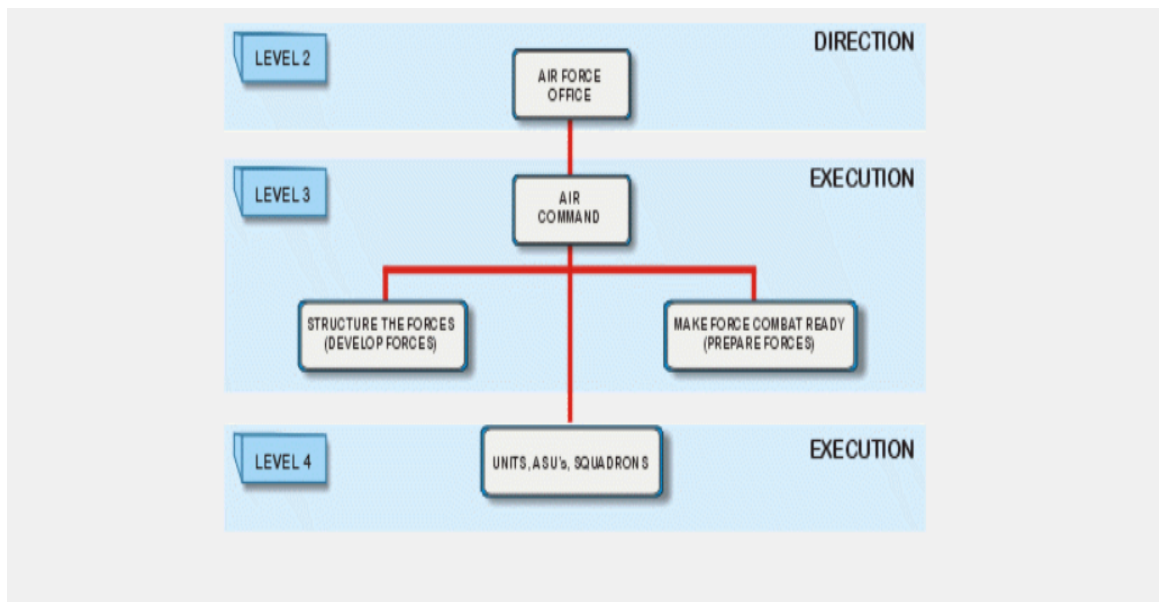 LEVEL 2
DIRECTION
AIR FORCE
OFFICE
LEVEL 3
EXECUTION
AIR
COMMAND
STRUCTURE THE FORCES
(DEVELOP FORCES)
MAKE FORCE COMBAT READY
(PREPARE FORCES)
LEVEL 4
EXECUTION
UNITS, ASU's, SQUADRONS